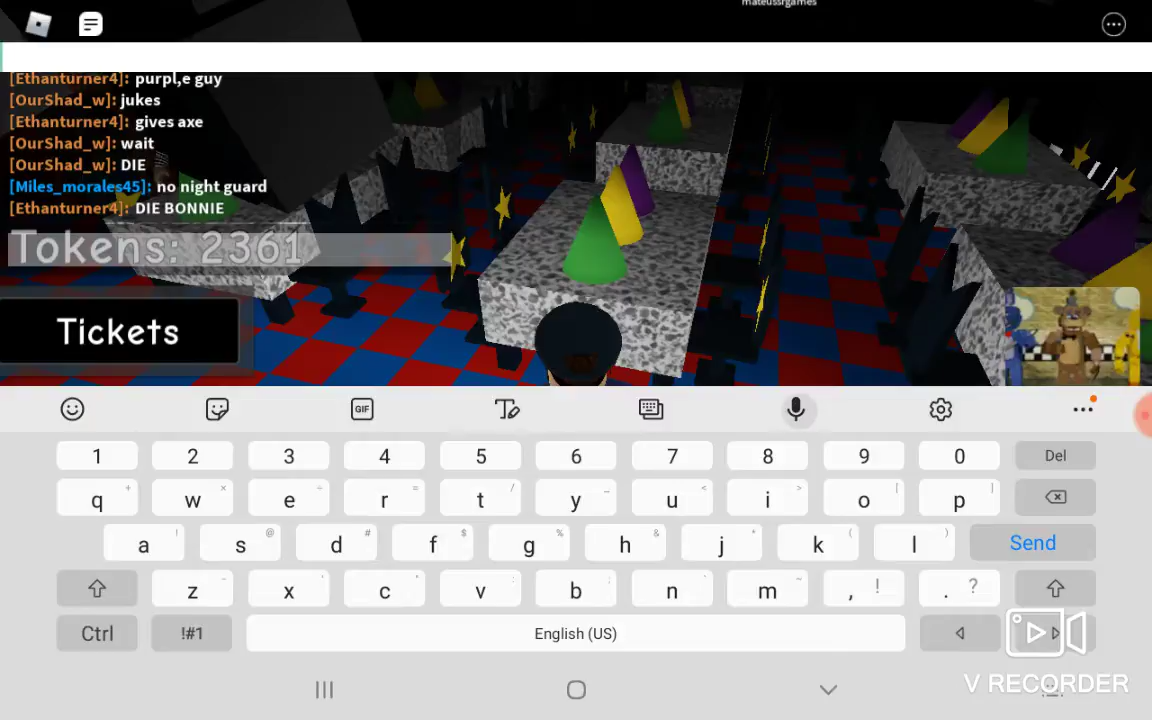 mateussrgames
[Ethanturner4]: purpl,e guy
[OurShad_w]: jukes
[Ethanturner4]: gives axe
[OurShad_w]: wait
[OurShad_w]: DIE
[Miles_morales45]: no night guard
[Ethanturner4]: DIE BONNIE
Tokens: 2361
Tickets
GIF
1 2 3 4 5 6 7 8 9 0 Del
q w e r t y u i o p
a s d f g h j k l Send
z x c v b n m , ! . ?
Ctrl !#1 English (US)
V RECORDER